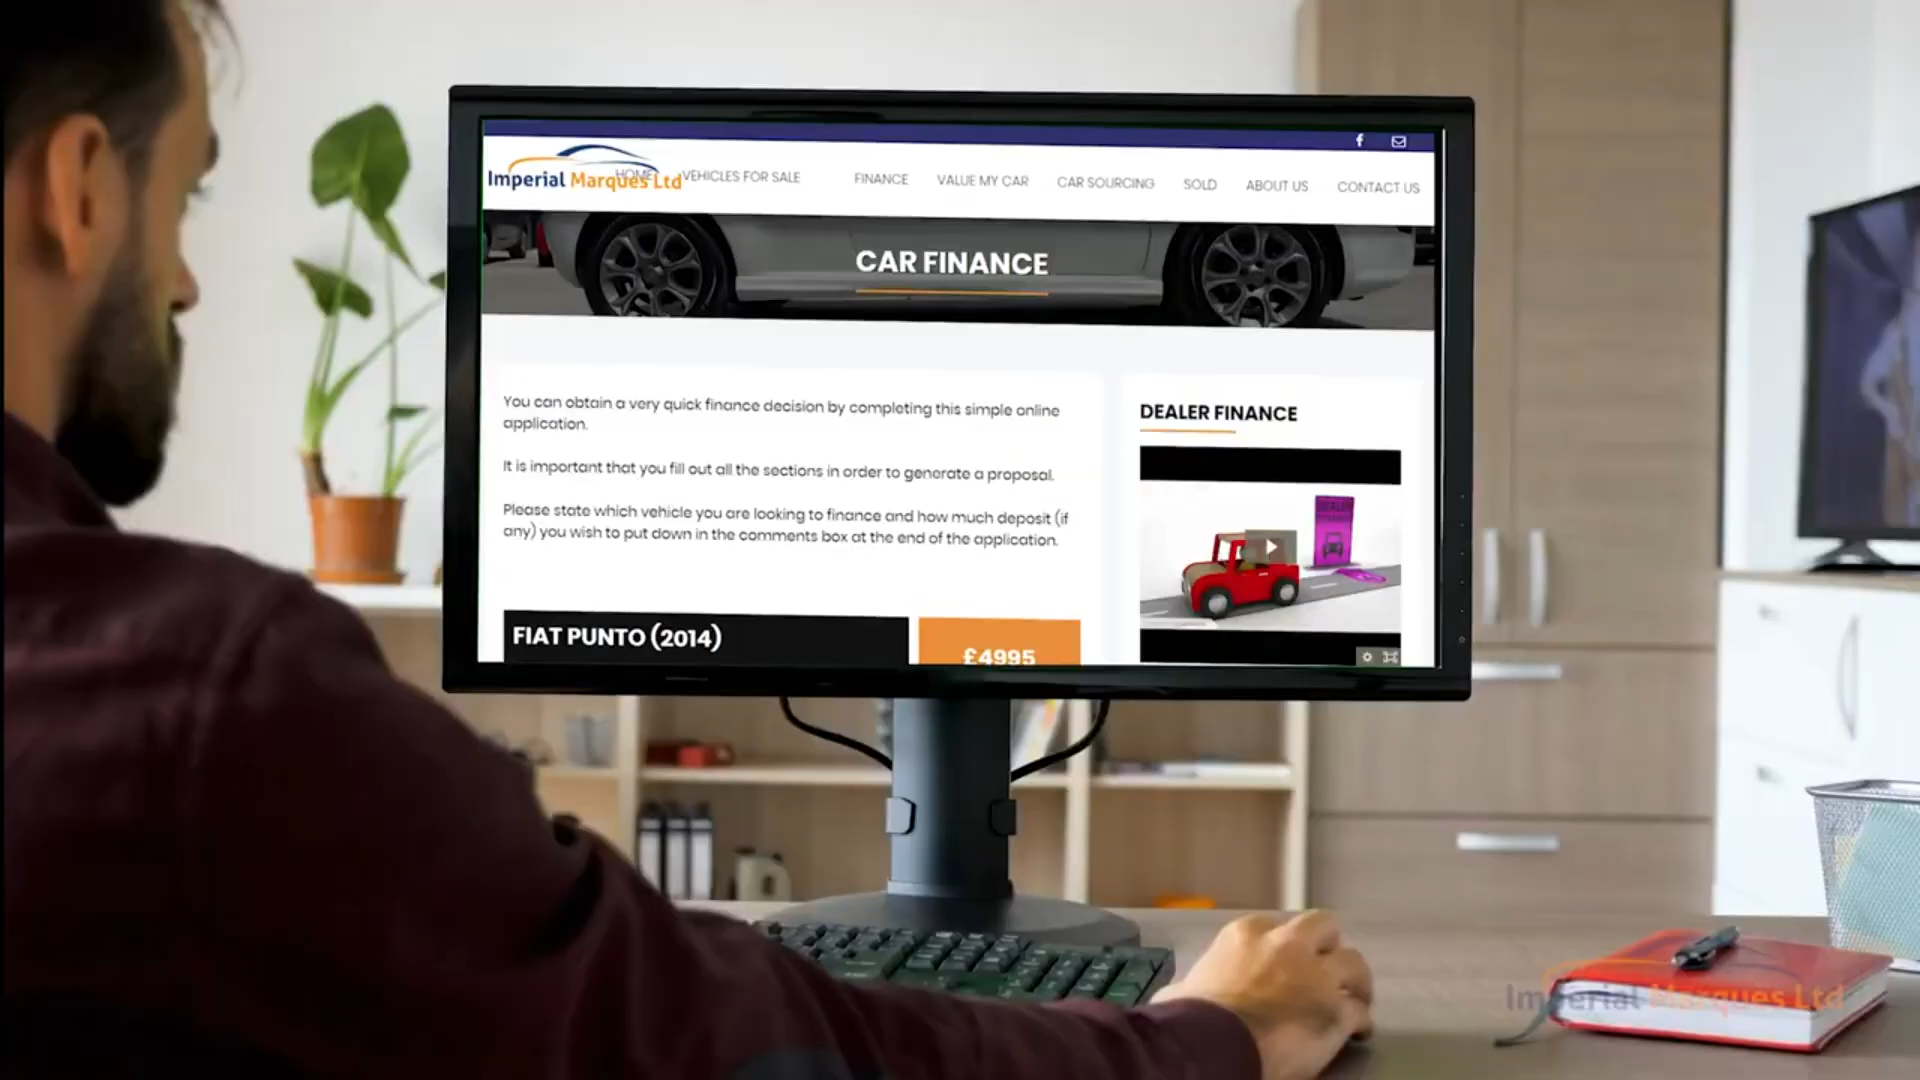 Imperial Marques Ltd
HOME
VEHICLES FOR SALE
FINANCE
VALUE MY CAR
CAR SOURCING
SOLD
ABOUT US
CONTACT US
CAR FINANCE
You can obtain a very quick finance decision by completing this simple online
application.
It is important that you fill out all the sections in order to generate a proposal.
Please state which vehicle you are looking to finance and how much deposit (if
any) you wish to put down in the comments box at the end of the application.
FIAT PUNTO (2014)
£4995
DEALER FINANCE
DEALER
Imperial Marques Ltd